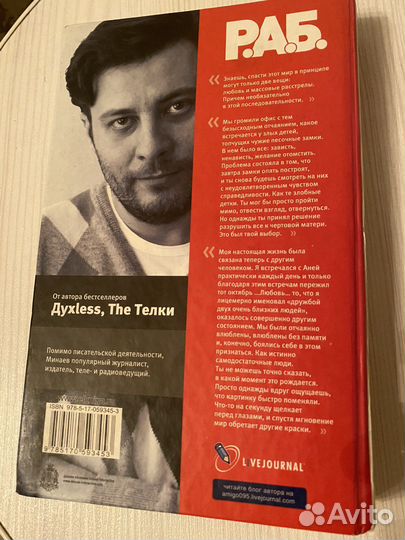 Р.А.Б.
« Знаешь, спасти этот мир в принципе
могут только две вещи:
любовь и массовые расстрелы.
Причем необязательно
в этой последовательности. »
« Мы громили офис с тем
безысходным отчаянием, какое
встречается у злых детей,
топчущих чужие песочные замки.
В нем было все: зависть,
ненависть, желание отомстить.
Проблема состояла в том, что
завтра замки опять построят,
и ты снова будешь смотреть на них
с неудовлетворенным чувством
справедливости. Как те злобные
детки. Ты мог бы просто пройти
мимо, отвести взгляд, отвернуться.
Но однажды ты принял решение
разрушить все к чертовой матери.
Это был твой выбор. »
« Моя настоящая жизнь была
связана теперь с другим
человеком. Я встречался с Аней
практически каждый день и только
благодаря этим встречам пережил
тот октябрь ...Любовь... то, что я
лицемерно именовал «дружбой
двух очень близких людей»,
оказалось совершенно другим
состоянием. Мы были отчаянно
влюблены, влюблены без памяти
и, конечно, боялись себе в этом
признаться. Как истинно
самодостаточные люди.
Ты не можешь точно сказать,
в какой момент это рождается.
Просто однажды вдруг ощущаешь,
что картинку быстро поменяли.
Что-то на секунду щелкает
перед глазами, и спустя мгновение
мир обретает другие краски. »
От автора бестселлеров
Дуxless, The Телки
Помимо писательской деятельности,
Минаев популярный журналист,
издатель, теле- и радиоведущий.
ISBN 978-5-17-059345-3
9785170593453
LIVEJOURNAL
читайте блог автора на
amigo095.livejournal.com
Avito